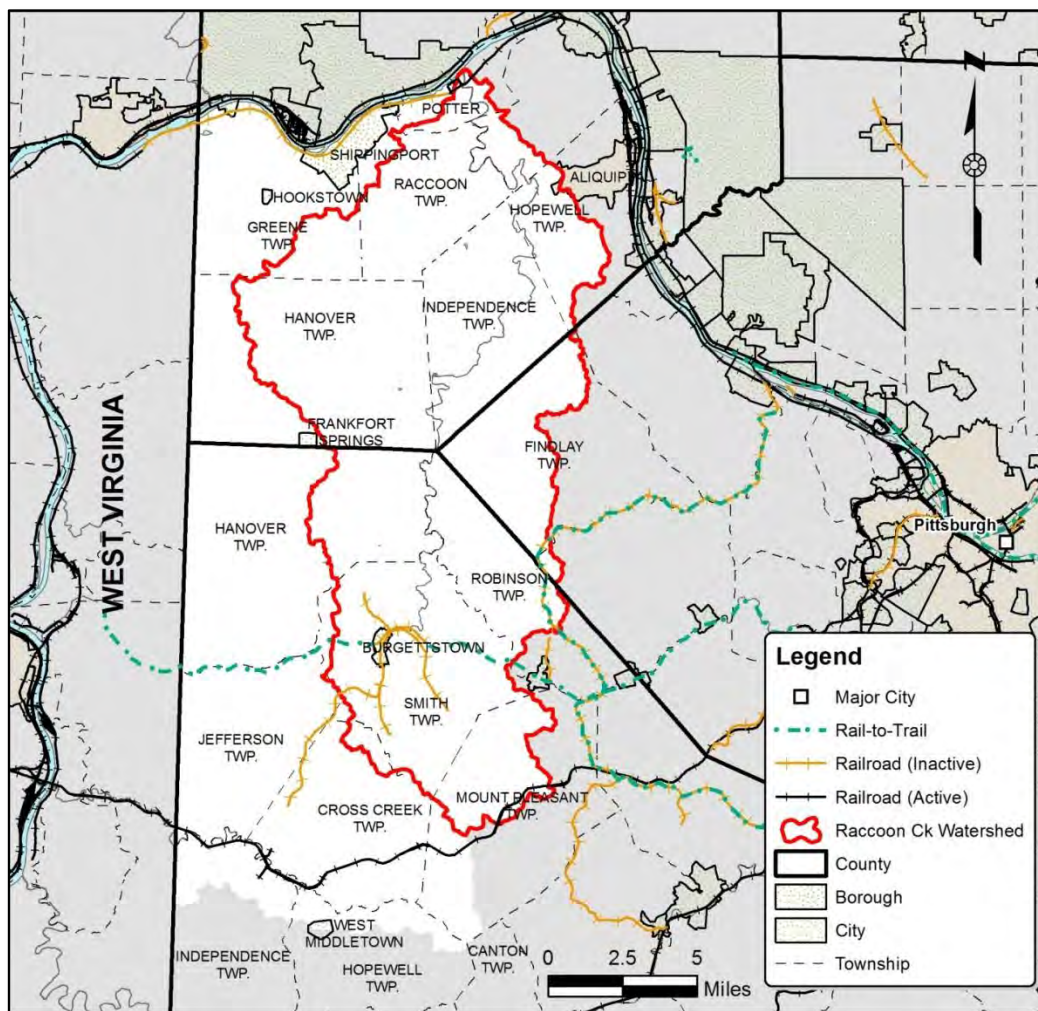 N
POTTER
SHIPPINGPORT
RACCOON
TWP.
ALIQUIPPA
HOOKSTOWN
HOPEWELL
TWP.
GREENE
TWP.
HANOVER
TWP.
INDEPENDENCE
TWP.
WEST VIRGINIA
FRANKFORT
SPRINGS
FINDLAY
TWP.
HANOVER
TWP.
Pittsburgh
ROBINSON
TWP.
BURGETTSTOWN
SMITH
TWP.
JEFFERSON
TWP.
CROSS CREEK
TWP.
MOUNT PLEASANT
TWP.
WEST
MIDDLETOWN
INDEPENDENCE
TWP.
HOPEWELL
TWP.
CANTON
TWP.
0 2.5 5
Miles
Legend
Major City
Rail-to-Trail
Railroad (Inactive)
Railroad (Active)
Raccoon Ck Watershed
County
Borough
City
Township